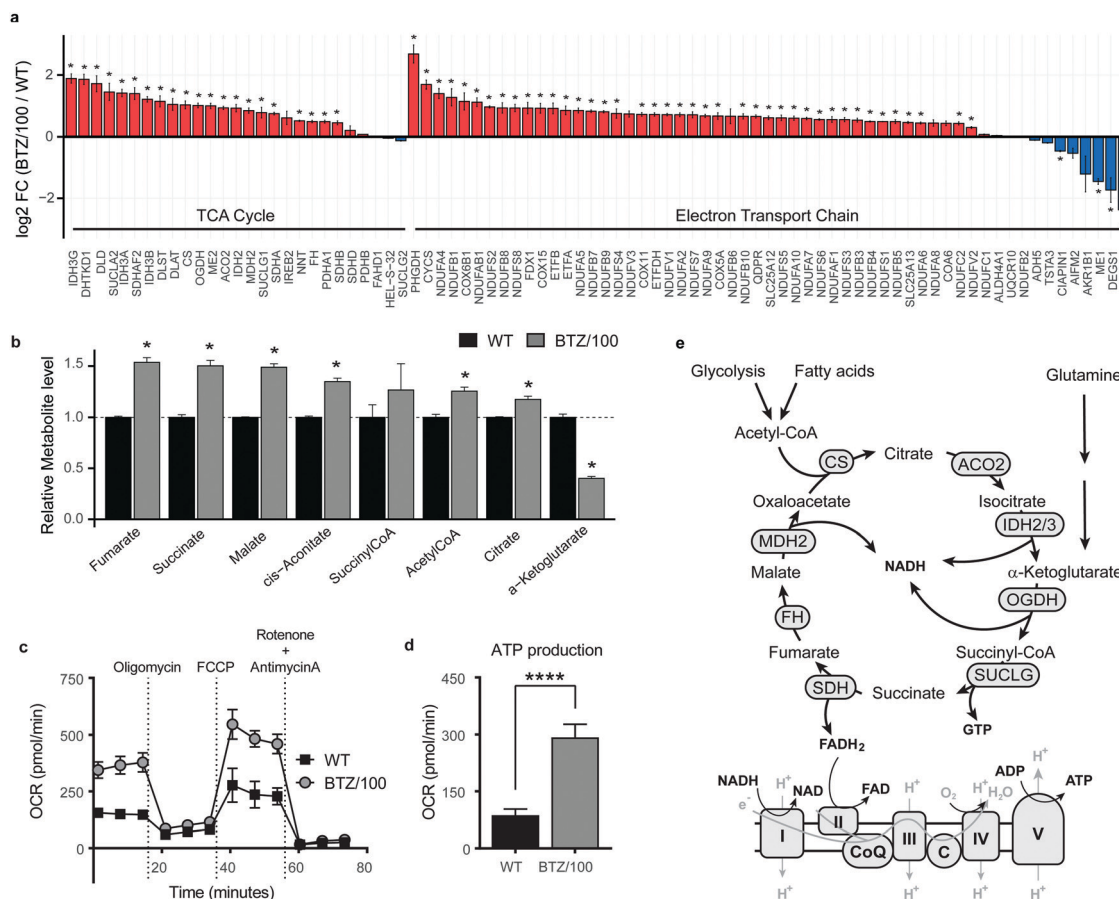 a
log2 FC (BTZ/100 / WT)
2
0
−2
TCA Cycle
Electron Transport Chain
IDH3G
DHTKD1
DLD
SUCLA2
IDH3A
SDHAF2
IDH3B
DLST
DLAT
CS
OGDH
ME2
ACO2
IDH2
MDH2
SUCLG1
SDHA
IREB2
NNT
FH
PDHA1
SDHB
SDHD
PDHB
FAHD1
HEL-S-32
SUCLG2
PHGDH
CYCS
NDUFA4
NDUFB1
COX6B1
NDUFAB1
NDUFS2
NDUFB8
NDUFS8
FDX1
COX15
ETFB
ETFA
NDUFA5
NDUFB7
NDUFB9
NDUFS4
NDUFV3
COX11
ETFDH
NDUFV1
NDUFA2
NDUFS7
NDUFA9
COX5A
NDUFB6
NDUFB10
QDPR
SLC25A12
NDUFS5
NDUFA10
NDUFA7
NDUFS6
NDUFAF1
NDUFS3
NDUFB3
NDUFB4
NDUFS1
NDUFB5
SLC25A13
NDUFA6
NDUFA8
COA6
NDUFC2
NDUFV2
NDUFC1
ALDH4A1
UQCR10
NDUFB2
ADH5
TSTA3
CIAPIN1
AIFM2
AKR1B1
ME1
DEGS1
b
WT
BTZ/100
Relative Metabolite level
1.5
1.0
0.5
0.0
Fumarate
Succinate
Malate
cis−Aconitate
SuccinylCoA
AcetylCoA
Citrate
a−Ketoglutarate
c
Oligomycin
FCCP
Rotenone
+
AntimycinA
OCR (pmol/min)
750
500
250
0
WT
BTZ/100
20
40
60
80
Time (minutes)
d
ATP production
****
OCR (pmol/min)
450
300
150
0
WT
BTZ/100
e
Glycolysis
Fatty acids
Glutamine
Acetyl-CoA
CS
Citrate
ACO2
Oxaloacetate
Isocitrate
MDH2
IDH2/3
NADH
Malate
α-Ketoglutarate
OGDH
FH
Fumarate
Succinyl-CoA
SUCLG
SDH
Succinate
GTP
FADH2
NADH
H+
NAD
FAD
H+
O2
H+
H2O
ADP
H+
ATP
e-
I
II
CoQ
III
C
IV
V
H+
H+
H+
H+